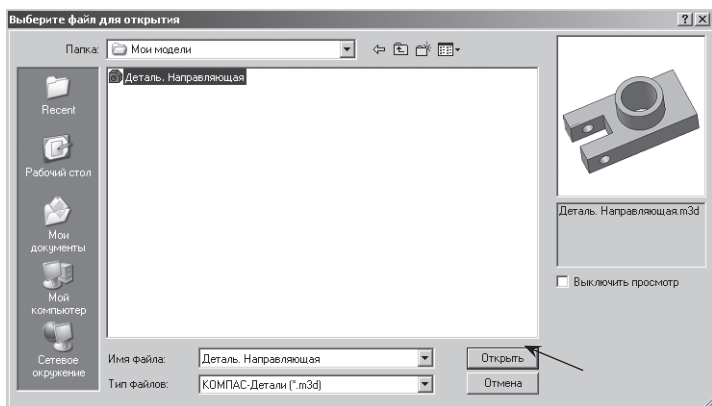 Выберите файл для открытия
Папка: Мои модели
Деталь. Направляющая
Recent
Рабочий стол
Мои
документы
Мой
компьютер
Сетевое
окружение
Деталь. Направляющая.m3d
Выключить просмотр
Имя файла: Деталь. Направляющая Открыть
Тип файлов: КОМПАС-Детали (*.m3d) Отмена